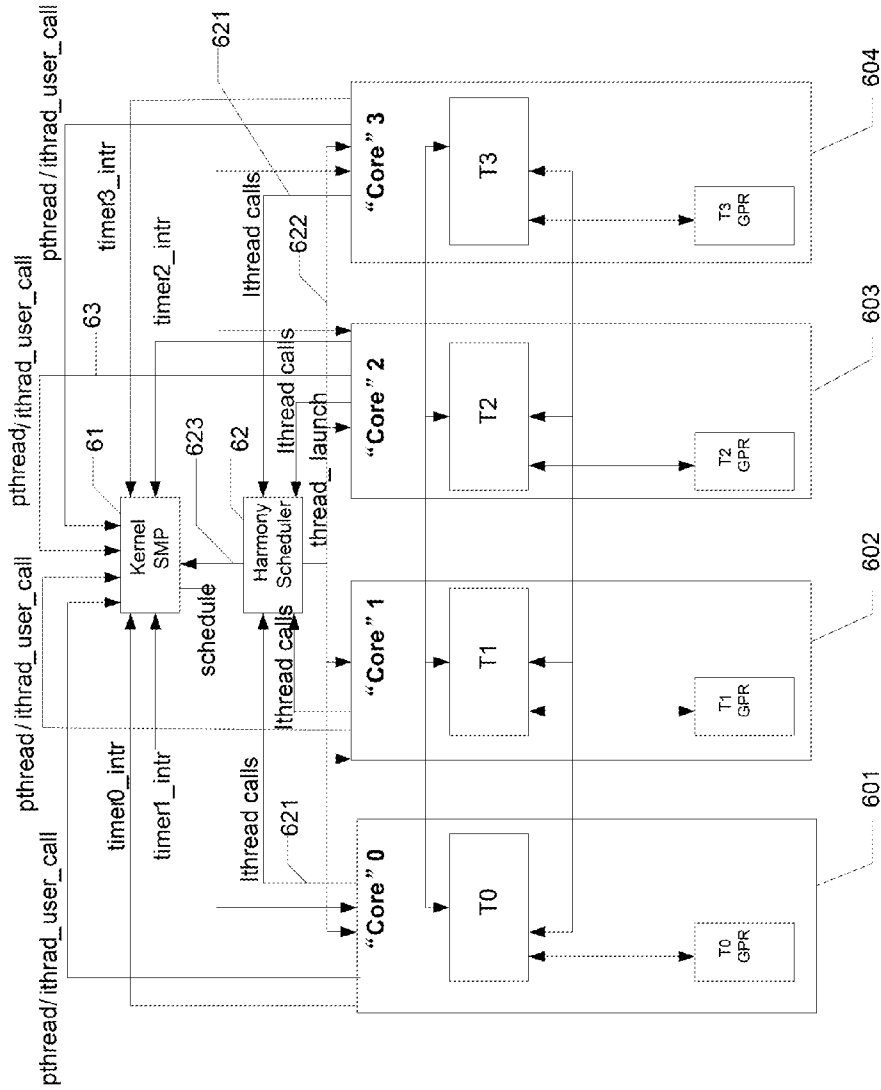 pthread/ithrad_user_call
pthread/ithrad_user_call
pthread/ithrad_user_call
pthread/ithrad_user_call
timer0_intr
timer1_intr
timer2_intr
timer3_intr
61
63
Kernel
SMP
schedule
623
62
Harmony
Scheduler
Ithread calls
Ithread calls
Ithread calls
Ithread calls
thread_launch
621
622
621
"Core" 0
"Core" 1
"Core" 2
"Core" 3
T0
T1
T2
T3
T0
GPR
T1
GPR
T2
GPR
T3
GPR
601
602
603
604